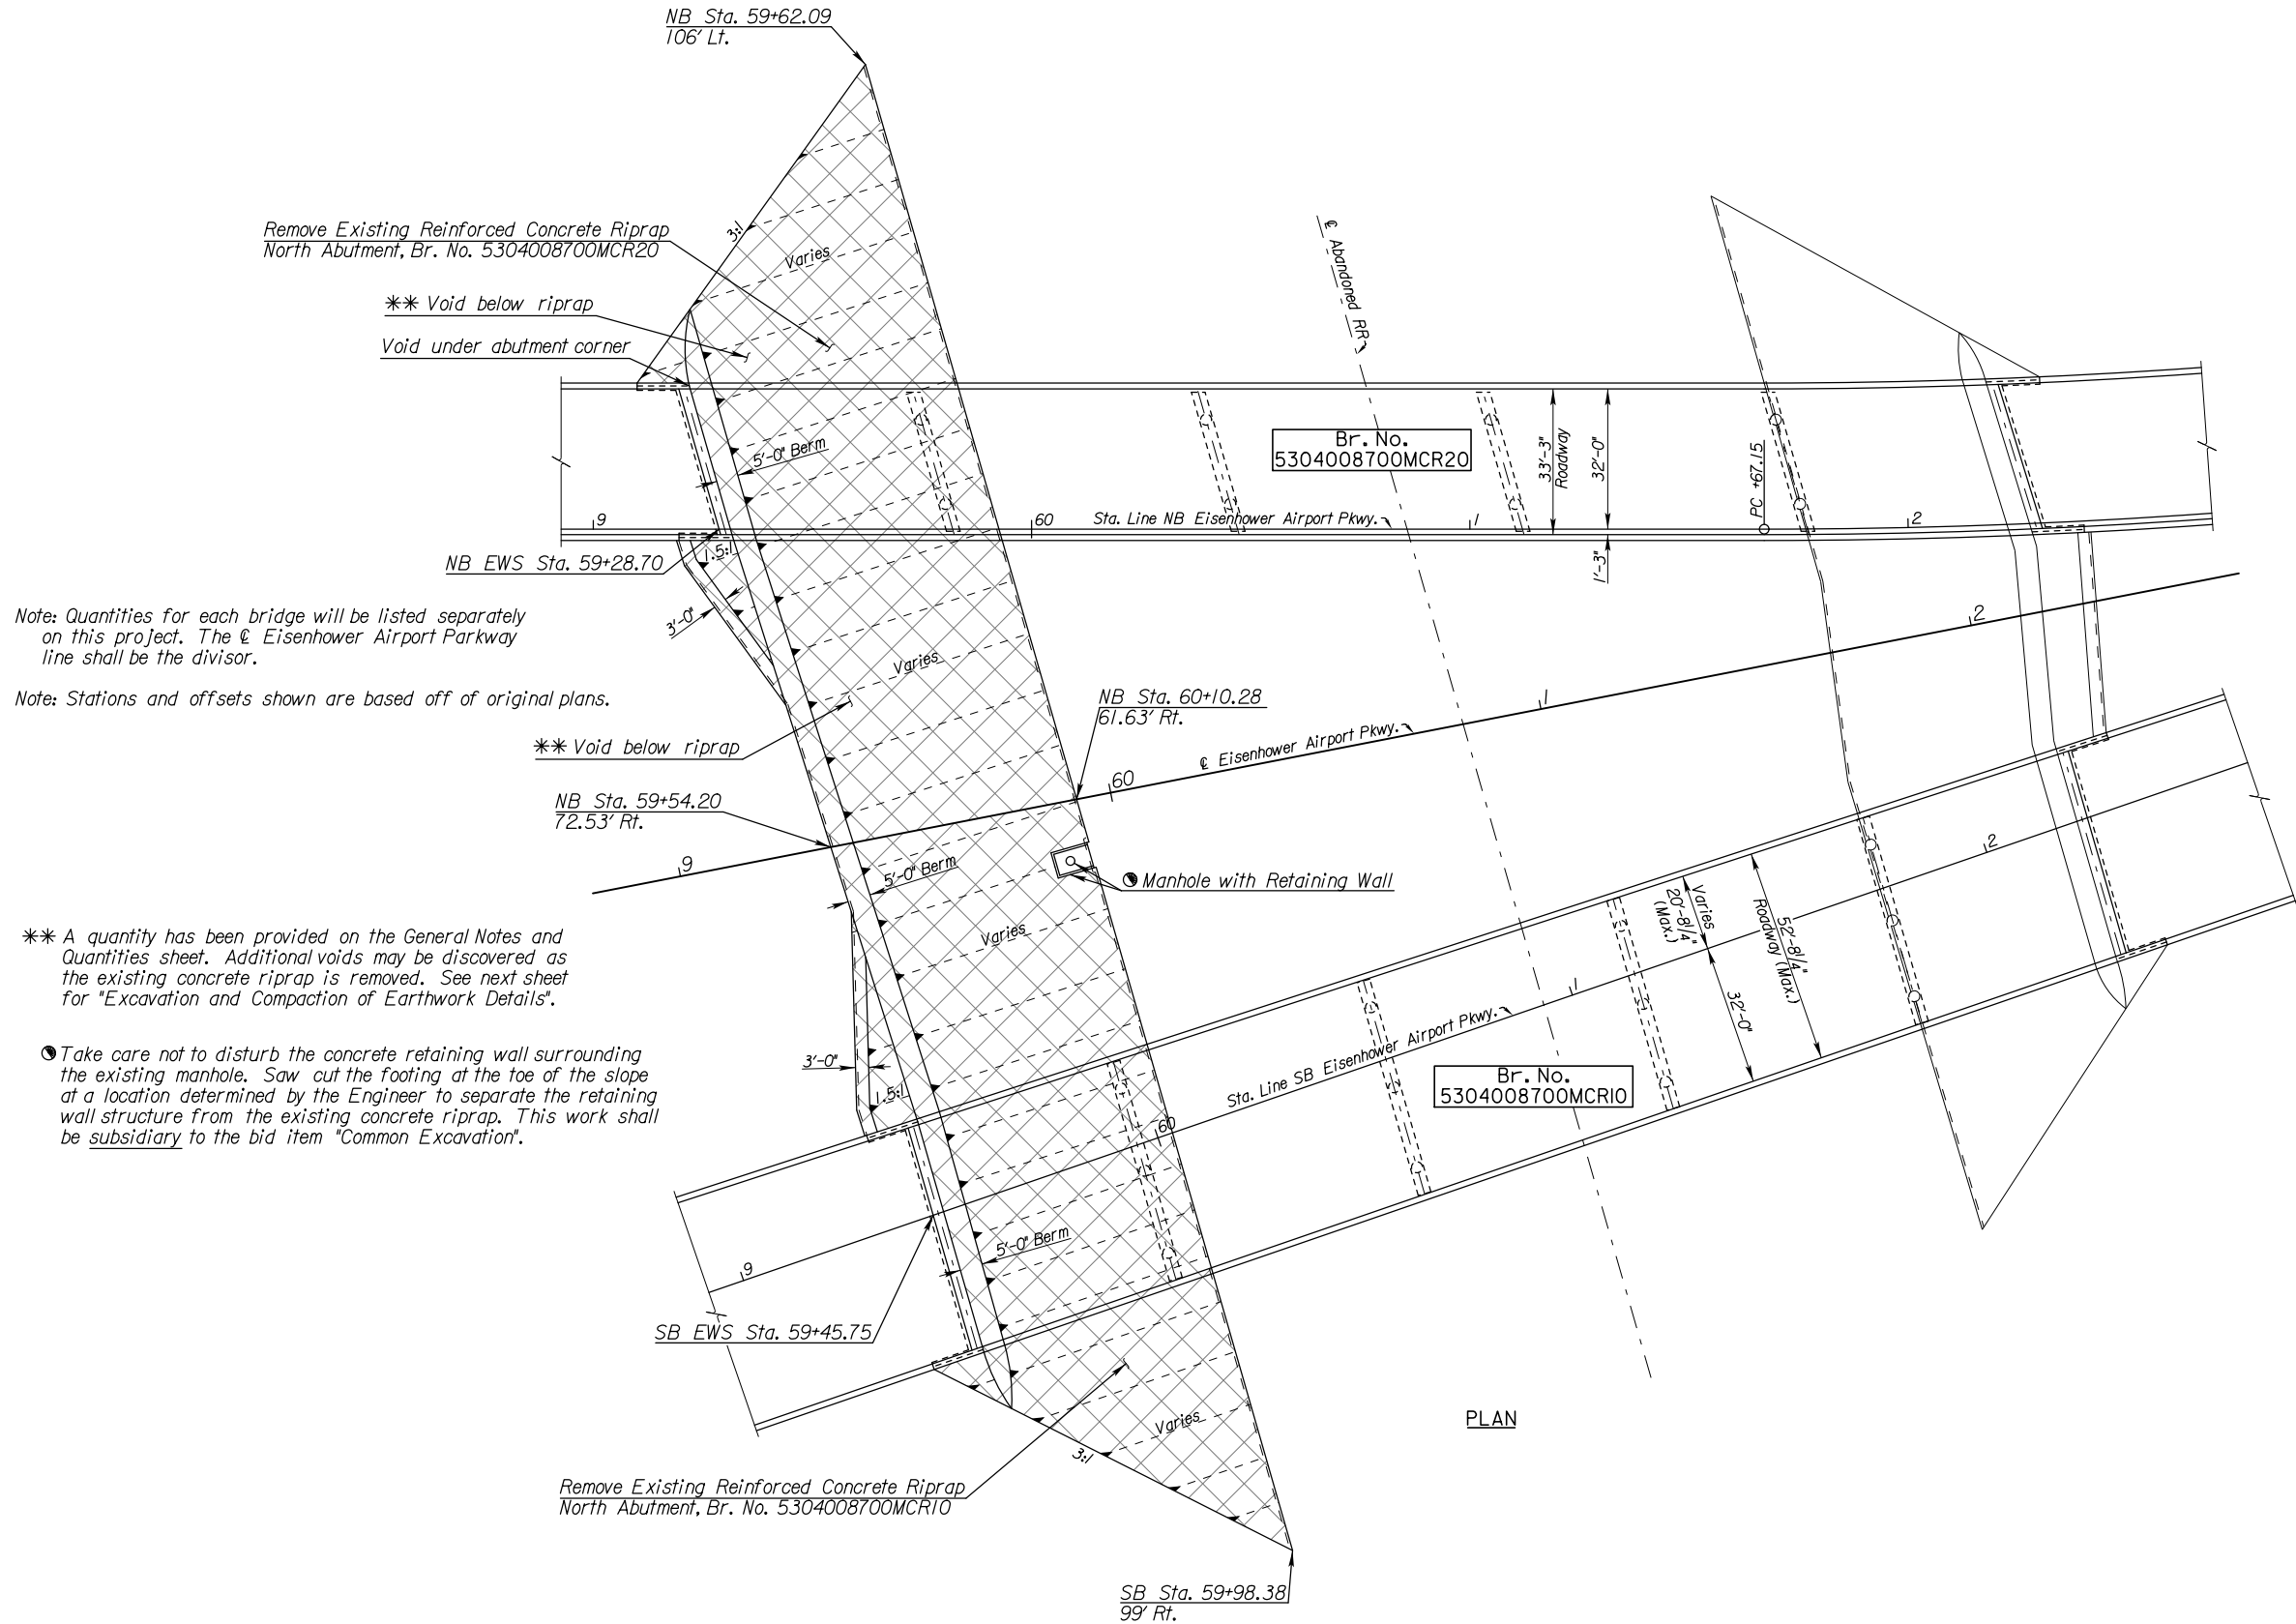 NB Sta. 59+62.09
106' Lt.
Remove Existing Reinforced Concrete Riprap
North Abutment, Br. No. 5304008700MCR20
3:1
Varies
** Void below riprap
Void under abutment corner
5'-0" Berm
℄ Abandoned RR
Br. No.
5304008700MCR20
33'-3"
Roadway
32'-0"
PC +67.15
9
60
Sta. Line NB Eisenhower Airport Pkwy.
1
2
1.5:1
NB EWS Sta. 59+28.70
1'-3"
3'-0"
Note: Quantities for each bridge will be listed separately
on this project. The ℄ Eisenhower Airport Parkway
line shall be the divisor.
Note: Stations and offsets shown are based off of original plans.
Varies
2
1
NB Sta. 60+10.28
61.63' Rt.
** Void below riprap
℄ Eisenhower Airport Pkwy.
60
NB Sta. 59+54.20
72.53' Rt.
9
5'-0" Berm
Manhole with Retaining Wall
Varies
20'-8 1/4"
(Max.)
52'-8 1/4"
Roadway (Max.)
32'-0"
2
1
** A quantity has been provided on the General Notes and
Quantities sheet. Additional voids may be discovered as
the existing concrete riprap is removed. See next sheet
for "Excavation and Compaction of Earthwork Details".
Varies
Take care not to disturb the concrete retaining wall surrounding
the existing manhole. Saw cut the footing at the toe of the slope
at a location determined by the Engineer to separate the retaining
wall structure from the existing concrete riprap. This work shall
be subsidiary to the bid item "Common Excavation".
3'-0"
1.5:1
Sta. Line SB Eisenhower Airport Pkwy.
60
Br. No.
5304008700MCR10
9
5'-0" Berm
SB EWS Sta. 59+45.75
Varies
3:1
PLAN
Remove Existing Reinforced Concrete Riprap
North Abutment, Br. No. 5304008700MCR10
SB Sta. 59+98.38
99' Rt.